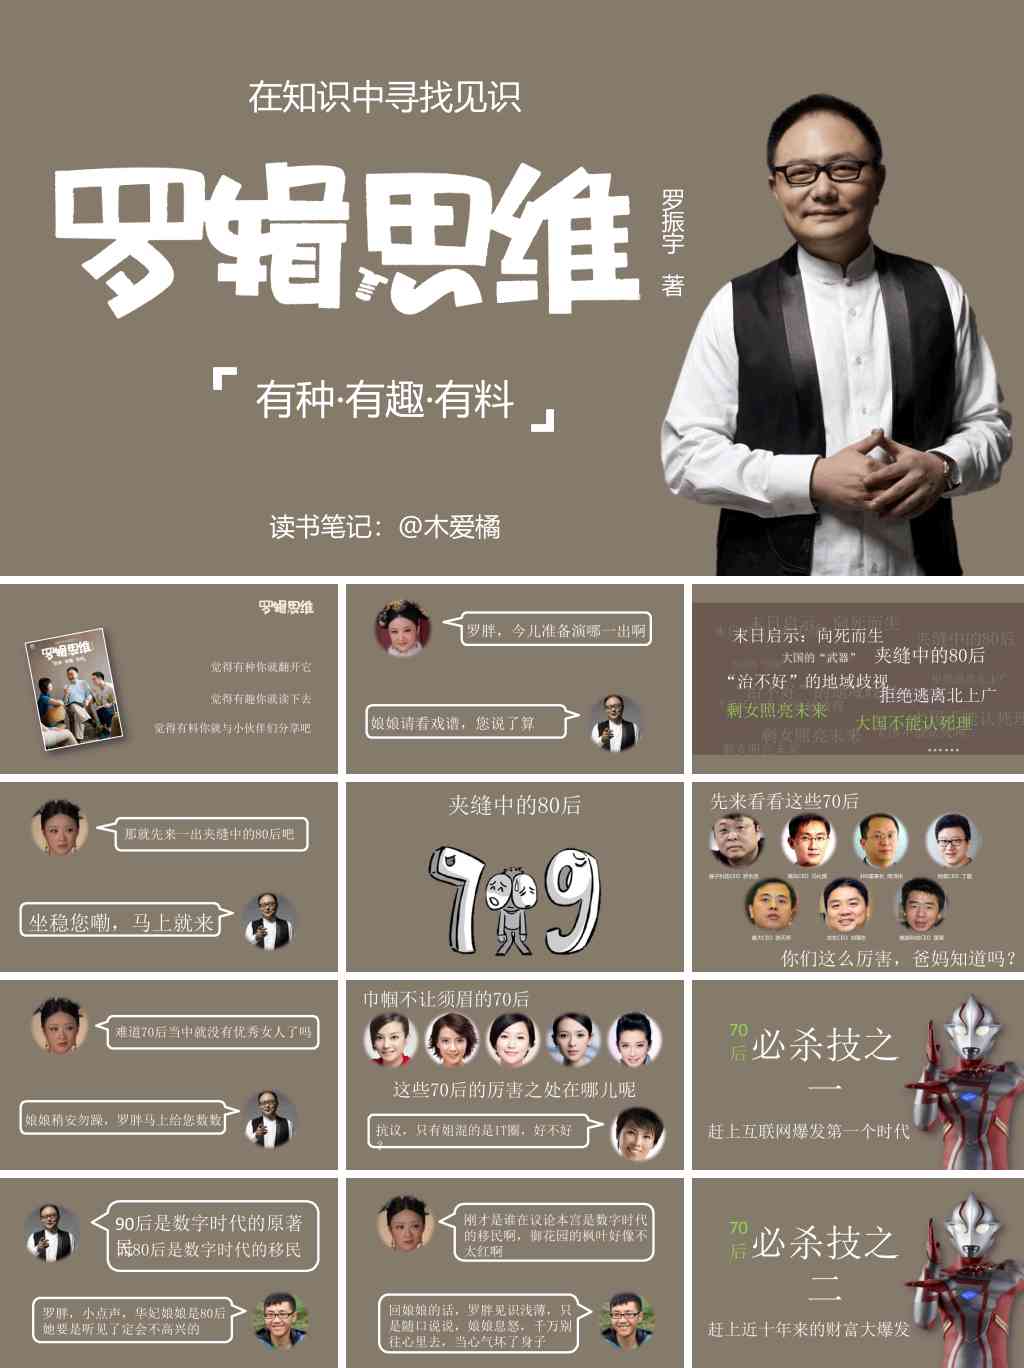 在知识中寻找见识
罗辑思维
罗振宇 著
有种·有趣·有料
读书笔记：@木爱橘
罗辑思维
罗辑思维
觉得有种你就翻开它
觉得有趣你就读下去
觉得有料你就与小伙伴们分享吧
罗胖，今儿准备演哪一出啊
娘娘请看戏谱，您说了算
末日启示：向死而生
大国的“武器”
夹缝中的80后
“治不好”的地域歧视
拒绝逃离北上广
剩女照亮未来
大国不能认死理
……
那就先来一出夹缝中的80后吧
坐稳您嘞，马上就来
夹缝中的80后
7
9
先来看看这些70后
你们这么厉害，爸妈知道吗?
难道70后当中就没有优秀女人了吗
娘娘稍安勿躁，罗胖马上给您数数
巾帼不让须眉的70后
这些70后的厉害之处在哪儿呢
抗议，只有姐混的是IT圈，好不好
?
70
后
必杀技之
一
赶上互联网爆发第一个时代
90后是数字时代的原著
民
而80后是数字时代的移民
罗胖，小点声，华妃娘娘是80后
她要是听见了定会不高兴的
刚才是谁在议论本宫是数字时代
的移民啊，御花园的枫叶好像不
太红啊
回娘娘的话，罗胖见识浅薄，只
是随口说说，娘娘息怒，千万别
往心里去，当心气坏了身子
70
后
必杀技之
二
赶上近十年来的财富大爆发